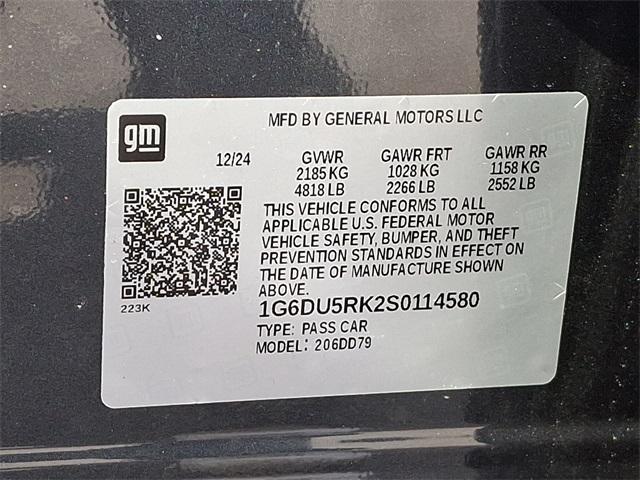 gm
MFD BY GENERAL MOTORS LLC
12/24 GVWR GAWR FRT GAWR RR
2185 KG 1028 KG 1158 KG
4818 LB 2266 LB 2552 LB
THIS VEHICLE CONFORMS TO ALL
APPLICABLE U.S. FEDERAL MOTOR
VEHICLE SAFETY, BUMPER, AND THEFT
PREVENTION STANDARDS IN EFFECT ON
THE DATE OF MANUFACTURE SHOWN
ABOVE.
223K
1G6DU5RK2S0114580
TYPE: PASS CAR
MODEL: 206DD79